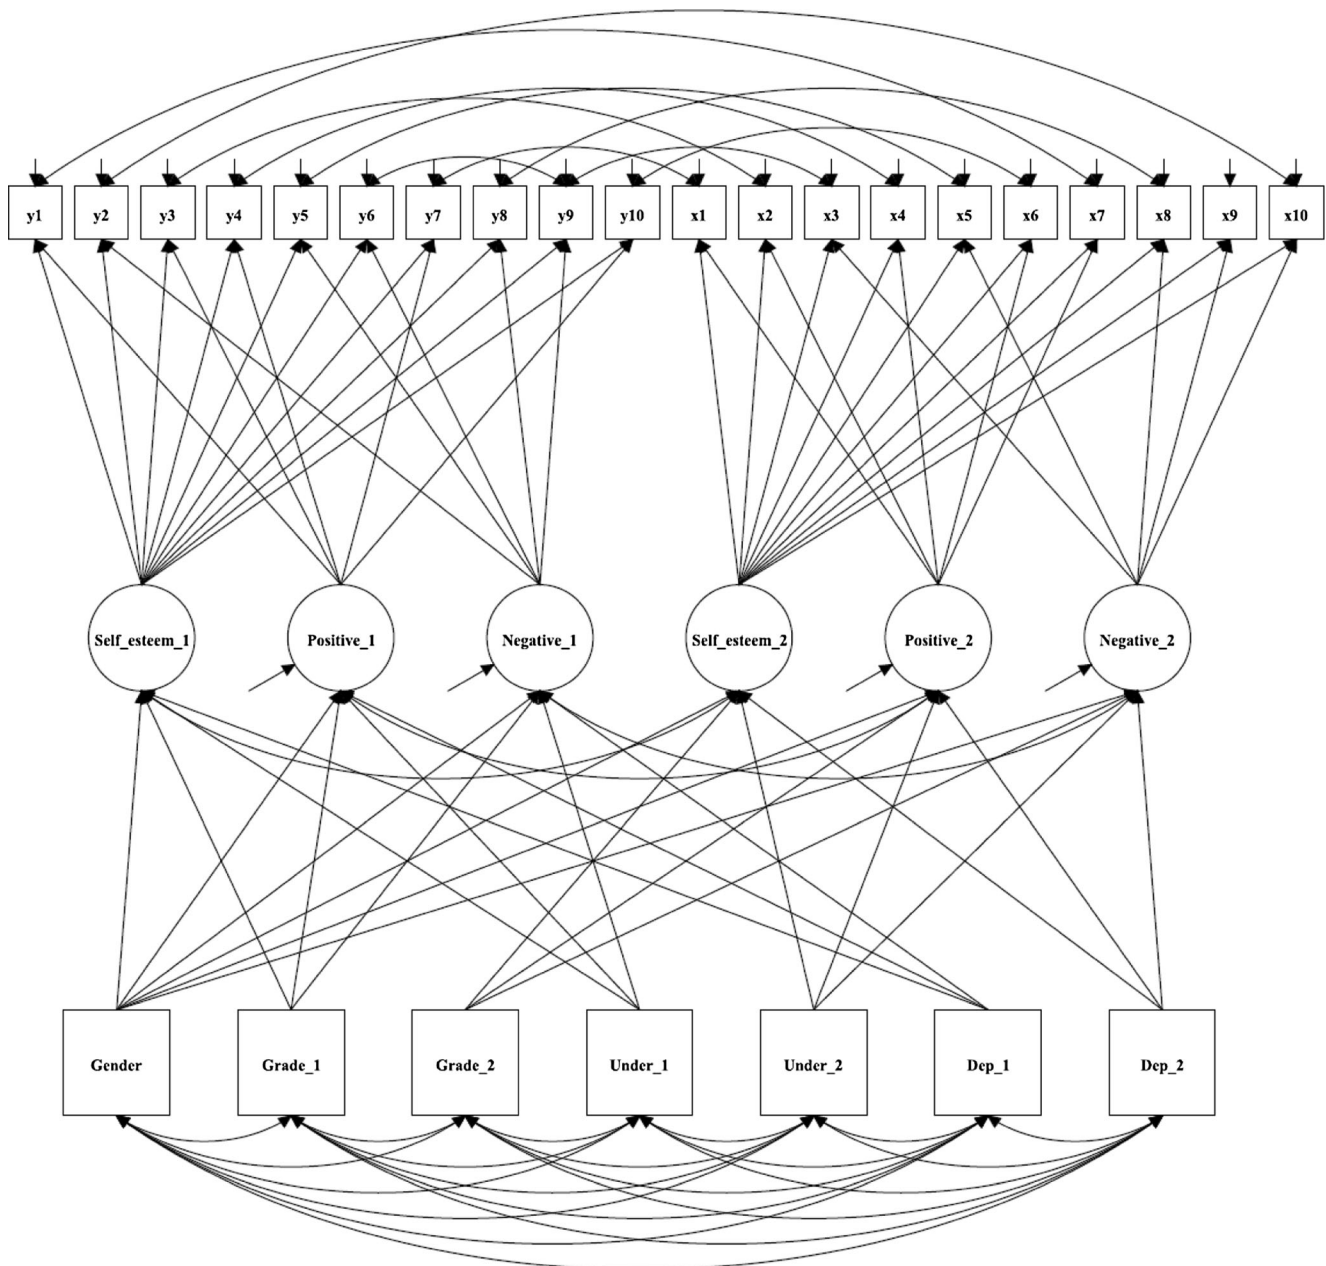 y1 y2 y3 y4 y5 y6 y7 y8 y9 y10 x1 x2 x3 x4 x5 x6 x7 x8 x9 x10
Self_esteem_1 Positive_1 Negative_1 Self_esteem_2 Positive_2 Negative_2
Gender Grade_1 Grade_2 Under_1 Under_2 Dep_1 Dep_2